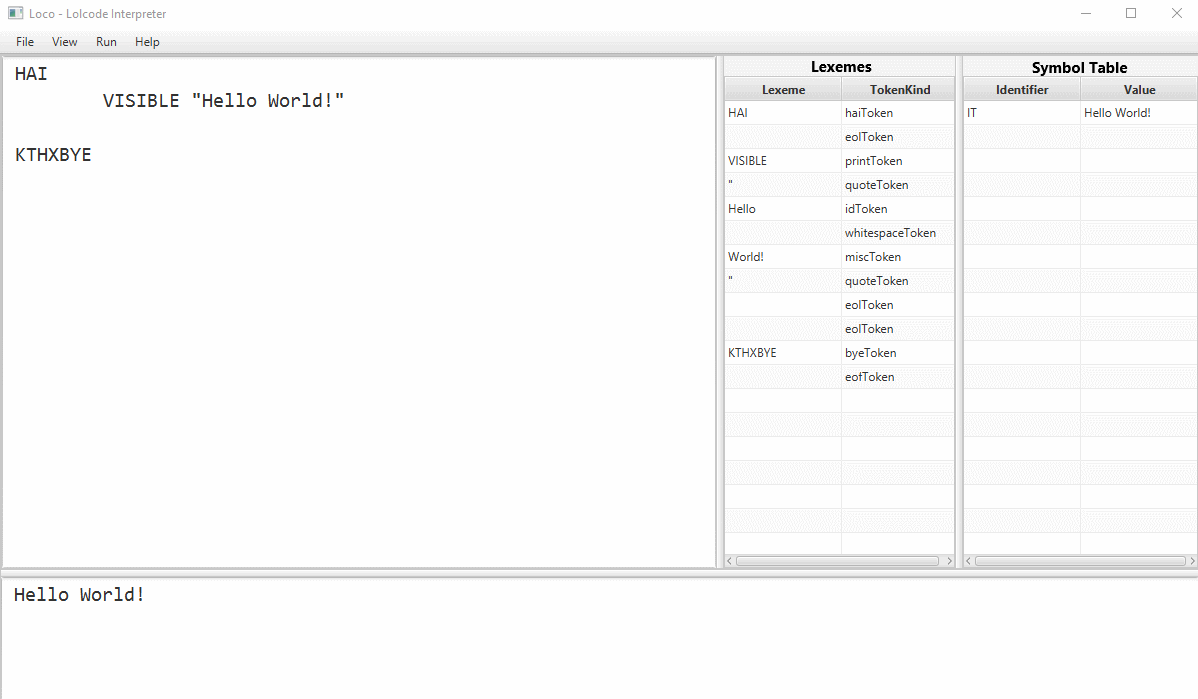 Loco - Lolcode Interpreter
File View Run Help
HAI
VISIBLE "Hello World!"
KTHXBYE
Lexemes
Lexeme TokenKind
HAI haiToken
eolToken
VISIBLE printToken
" quoteToken
Hello idToken
whitespaceToken
World! miscToken
" quoteToken
eolToken
eolToken
KTHXBYE byeToken
eofToken
Symbol Table
Identifier Value
IT Hello World!
Hello World!